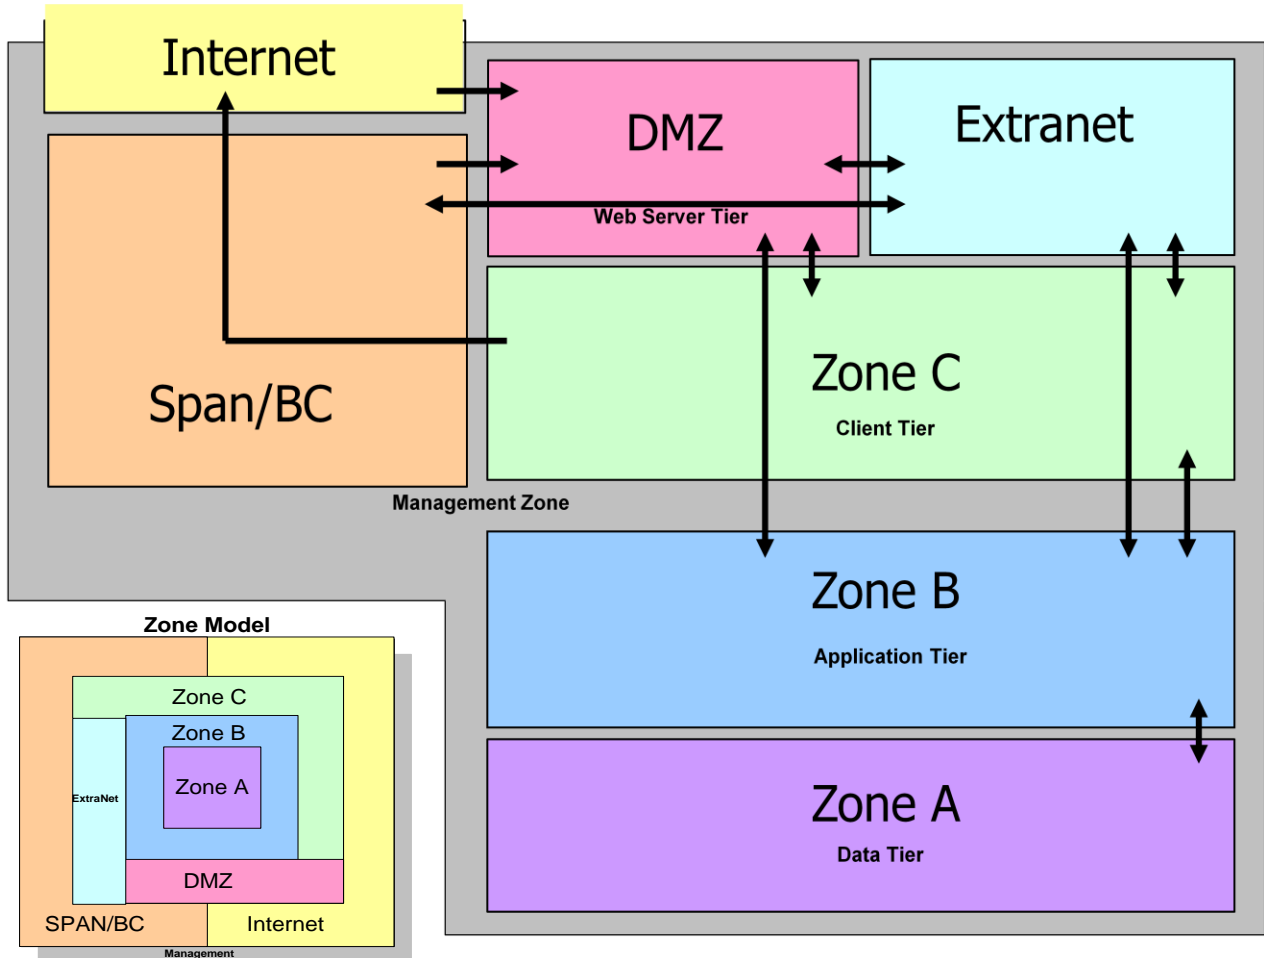 Internet
DMZ
Extranet
Web Server Tier
Zone C
Span/BC
Client Tier
Management Zone
Zone B
Application Tier
Zone A
Data Tier
Zone Model
Zone C
Zone B
Zone A
ExtraNet
DMZ
SPAN/BC
Internet
Management